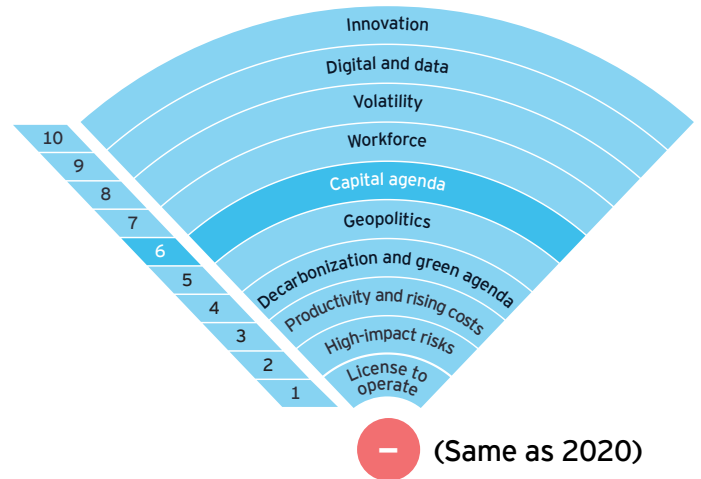 Innovation
Digital and data
Volatility
Workforce
Capital agenda
Geopolitics
Decarbonization and green agenda
Productivity and rising costs
High-impact risks
License to
operate
10
9
8
7
6
5
4
3
2
1
– (Same as 2020)